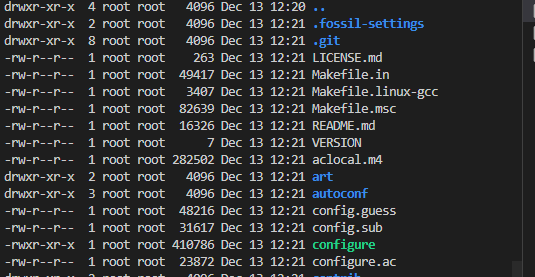 drwxr-xr-x 4 root root 4096 Dec 13 12:20 ..
drwxr-xr-x 2 root root 4096 Dec 13 12:21 .fossil-settings
drwxr-xr-x 8 root root 4096 Dec 13 12:21 .git
-rw-r--r-- 1 root root 263 Dec 13 12:21 LICENSE.md
-rw-r--r-- 1 root root 49417 Dec 13 12:21 Makefile.in
-rw-r--r-- 1 root root 3407 Dec 13 12:21 Makefile.linux-gcc
-rw-r--r-- 1 root root 82639 Dec 13 12:21 Makefile.msc
-rw-r--r-- 1 root root 16326 Dec 13 12:21 README.md
-rw-r--r-- 1 root root 7 Dec 13 12:21 VERSION
-rw-r--r-- 1 root root 282502 Dec 13 12:21 aclocal.m4
drwxr-xr-x 2 root root 4096 Dec 13 12:21 art
drwxr-xr-x 3 root root 4096 Dec 13 12:21 autoconf
-rw-r--r-- 1 root root 48216 Dec 13 12:21 config.guess
-rw-r--r-- 1 root root 31617 Dec 13 12:21 config.sub
-rwxr-xr-x 1 root root 410786 Dec 13 12:21 configure
-rw-r--r-- 1 root root 23872 Dec 13 12:21 configure.ac